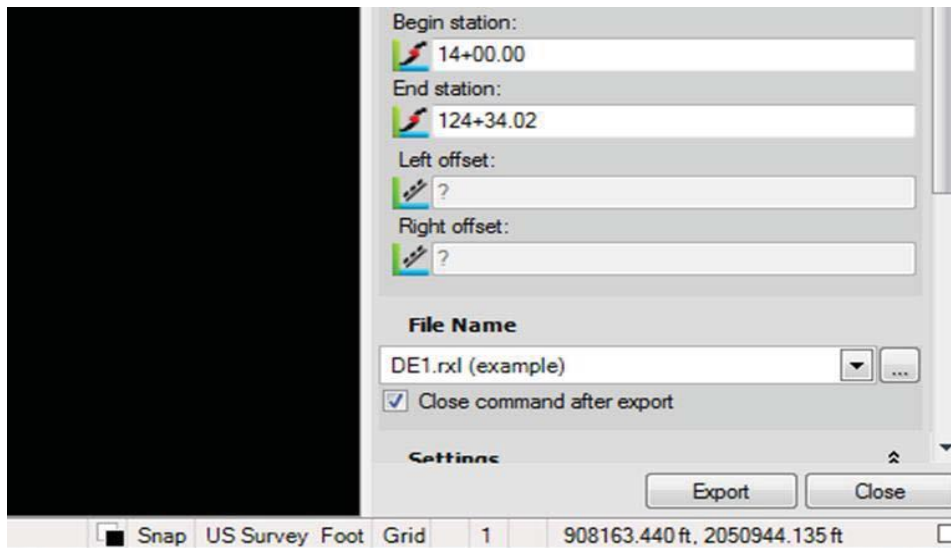 Begin station:
14+00.00
End station:
124+34.02
Left offset:
?
Right offset:
?
File Name
DE1.rxl (example)
...
Close command after export
Settings
Export Close
Snap US Survey Foot Grid 1 908163.440 ft, 2050944.135 ft